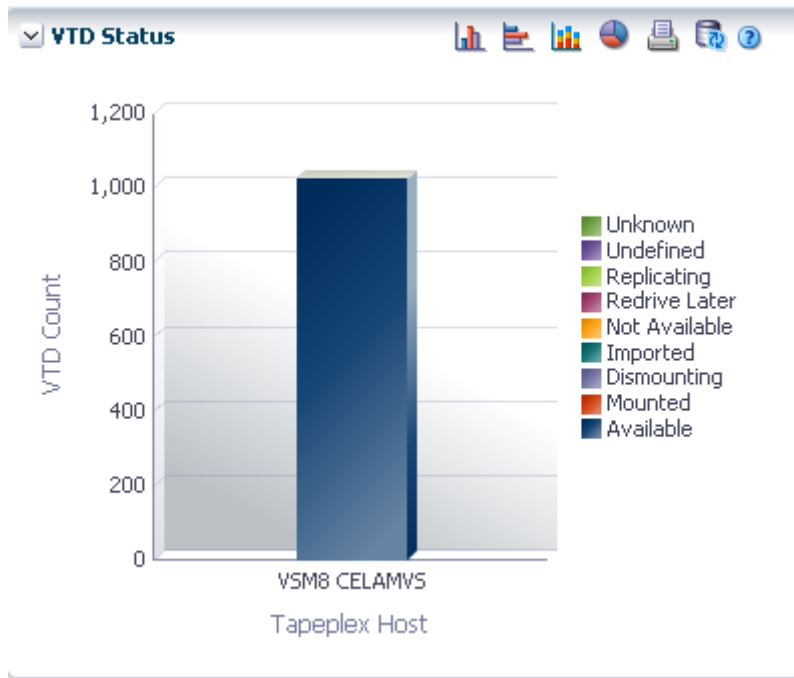 VTD Status
1,200
1,000
800
600
400
200
0
VTD Count
VSM8 CELAMVS
Tapeplex Host
Unknown
Undefined
Replicating
Redrive Later
Not Available
Imported
Dismounting
Mounted
Available